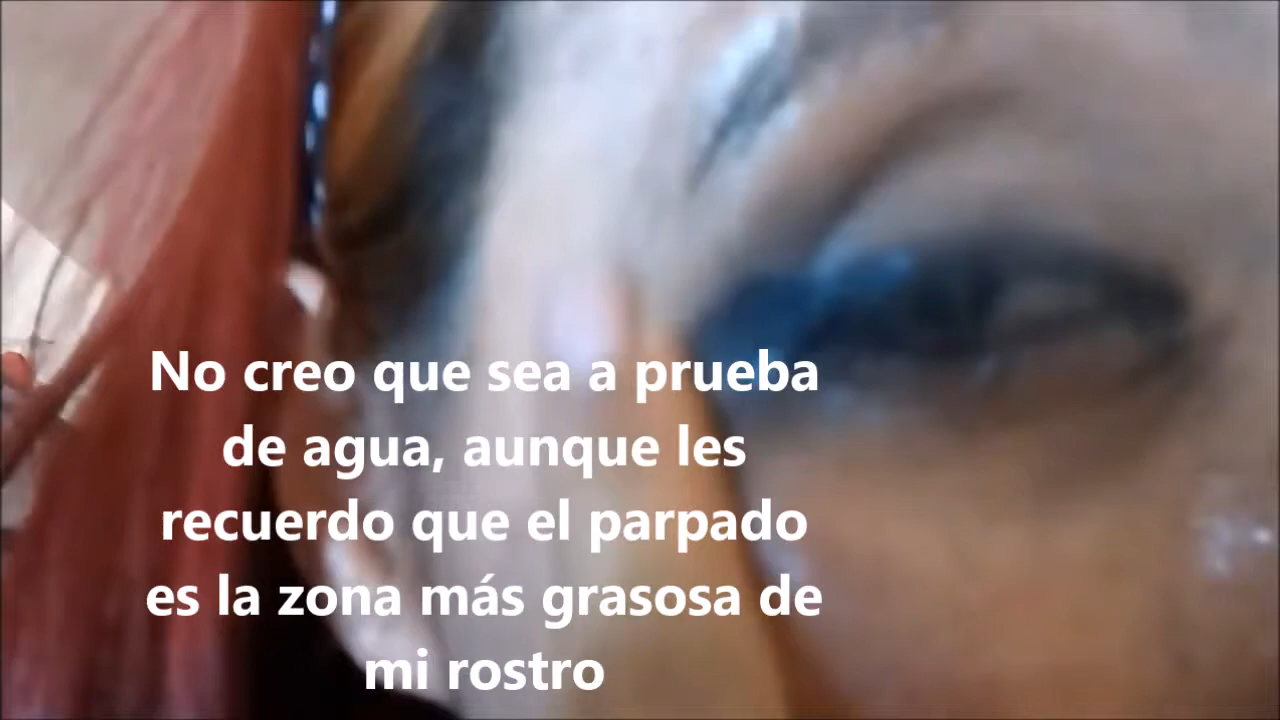 No creo que sea a prueba
de agua, aunque les
recuerdo que el parpado
es la zona más grasosa de
mi rostro